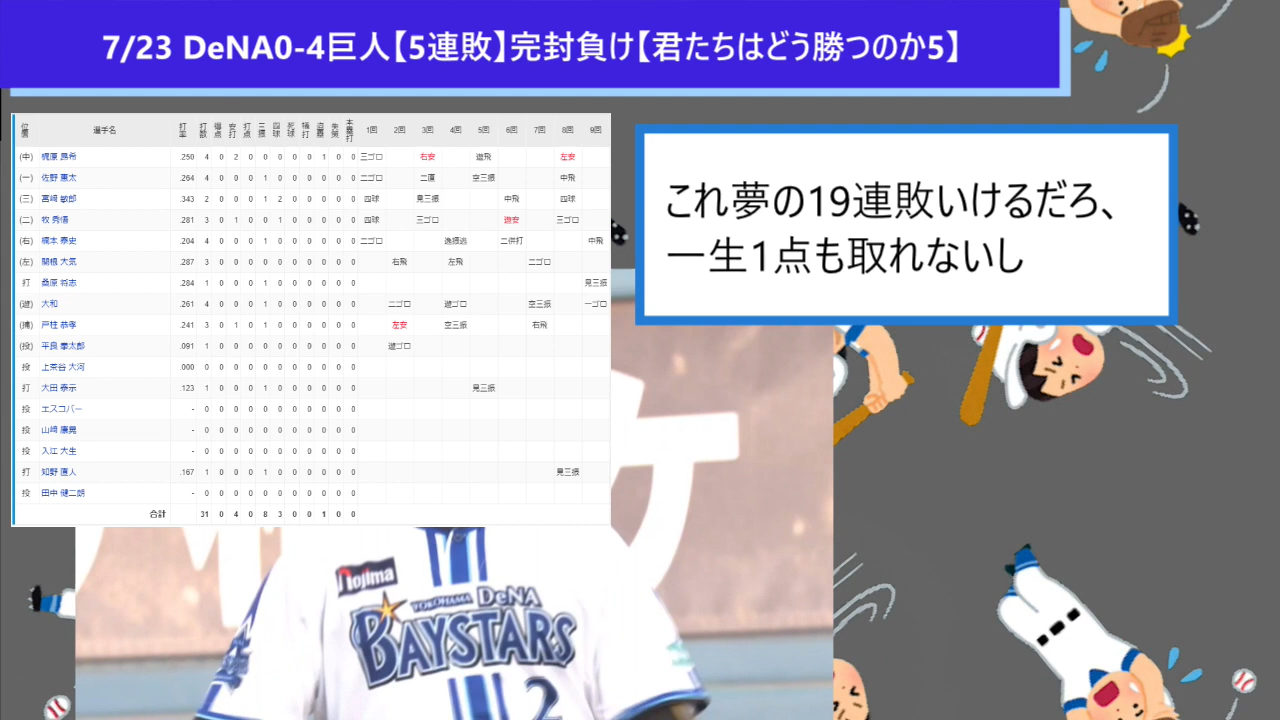 7/23 DeNA0-4巨人【5連敗】完封負け【君たちはどう勝つのか5】
位置 選手名 打率 打数 得点 安打 打点 三振 四球 死球 犠打 盗塁 失策 本塁打 1回 2回 3回 4回 5回 6回 7回 8回 9回
(中) 梶原 昂希 .250 4 0 2 0 0 0 0 0 1 0 0 三ゴロ 右安 遊飛 左安
(一) 佐野 恵太 .264 4 0 0 0 1 0 0 0 0 0 0 二ゴロ 二直 空三振 中飛
(三) 宮﨑 敏郎 .343 2 0 0 0 1 2 0 0 0 0 0 四球 見三振 中飛 四球
(二) 牧 秀悟 .281 3 0 1 0 0 1 0 0 0 0 0 四球 三ゴロ 遊安 三ゴロ
(右) 楠本 泰史 .204 4 0 0 0 1 0 0 0 0 0 0 二ゴロ 二併打 中飛
(左) 関根 大気 .287 3 0 0 0 0 0 0 0 0 0 0 右飛 左飛 二ゴロ
打 桑原 将志 .284 1 0 0 0 1 0 0 0 0 0 0 見三振
(遊) 大和 .261 4 0 0 0 1 0 0 0 0 0 0 二ゴロ 遊ゴロ 空三振 一ゴロ
(捕) 戸柱 恭孝 .241 3 0 1 0 1 0 0 0 0 0 0 左安 空三振 右飛
(投) 平良 拳太郎 .091 1 0 0 0 0 0 0 0 0 0 0 遊ゴロ
投 上茶谷 大河 .000 0 0 0 0 0 0 0 0 0 0 0
打 大田 泰示 .123 1 0 0 0 1 0 0 0 0 0 0 見三振
投 エスコバー - 0 0 0 0 0 0 0 0 0 0 0
投 山﨑 康晃 - 0 0 0 0 0 0 0 0 0 0 0
投 入江 大生 - 0 0 0 0 0 0 0 0 0 0 0
打 知野 直人 .167 1 0 0 0 1 0 0 0 0 0 0 見三振
投 田中 健二朗 - 0 0 0 0 0 0 0 0 0 0 0
合計 31 0 4 0 8 3 0 0 1 0 0
これ夢の19連敗いけるだろ、
一生1点も取れないし
nojima
YOKOHAMA DeNA
BAYSTARS
2